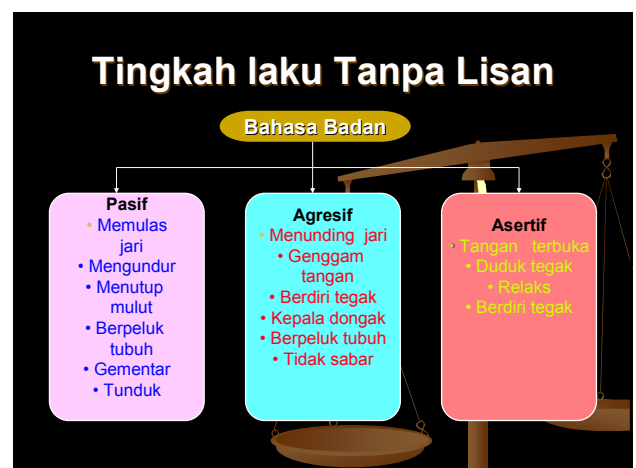 Tingkah laku Tanpa Lisan
Bahasa Badan
Pasif
• Memulas
jari
• Mengundur
• Menutup
mulut
• Berpeluk
tubuh
• Gementar
• Tunduk
Agresif
• Menunding jari
• Genggam
tangan
• Berdiri tegak
• Kepala dongak
• Berpeluk tubuh
• Tidak sabar
Asertif
• Tangan terbuka
• Duduk tegak
• Relaks
• Berdiri tegak